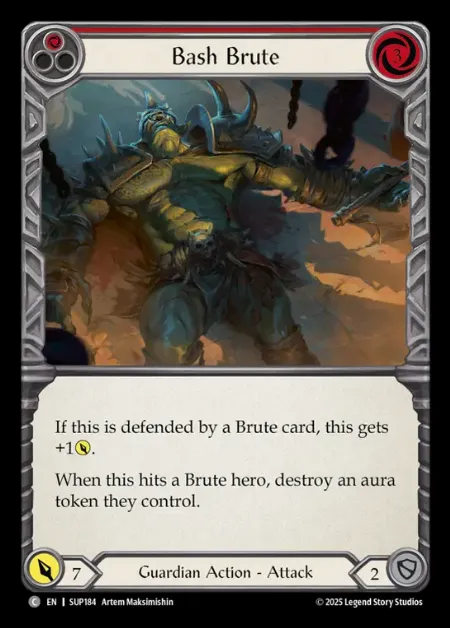 Bash Brute
3
If this is defended by a Brute card, this gets
+1.
When this hits a Brute hero, destroy an aura
token they control.
7 Guardian Action - Attack 2
C EN | SUP184 Artem Maksimishin © 2025 Legend Story Studios